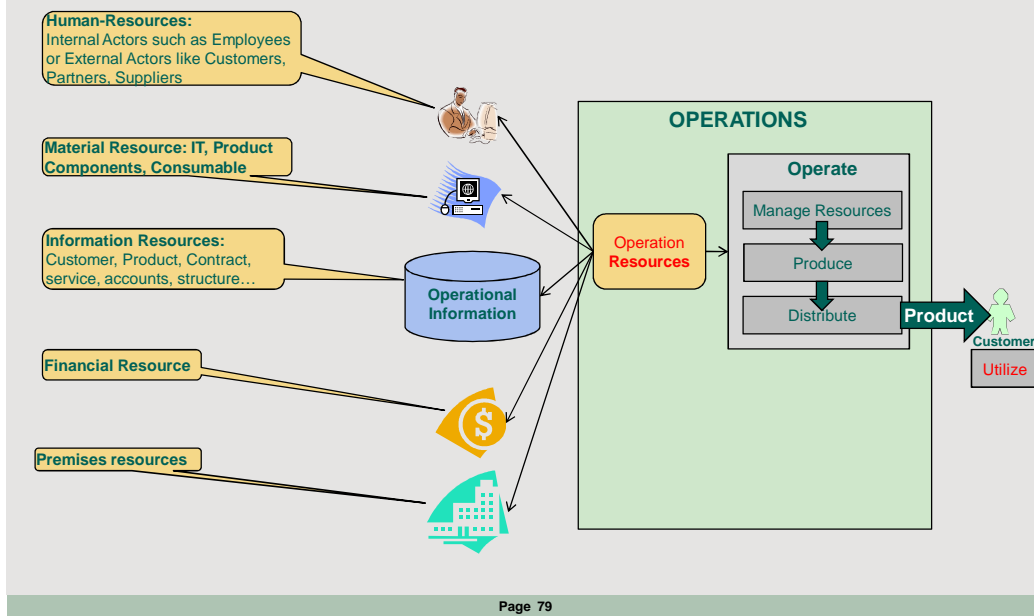 Human-Resources:
Internal Actors such as Employees
or External Actors like Customers,
Partners, Suppliers
Material Resource: IT, Product
Components, Consumable
Information Resources:
Customer, Product, Contract,
service, accounts, structure…
Operational
Information
Financial Resource
$
Premises resources
OPERATIONS
Operation
Resources
Operate
Manage Resources
Produce
Distribute
Product
Customer
Utilize
Page 79